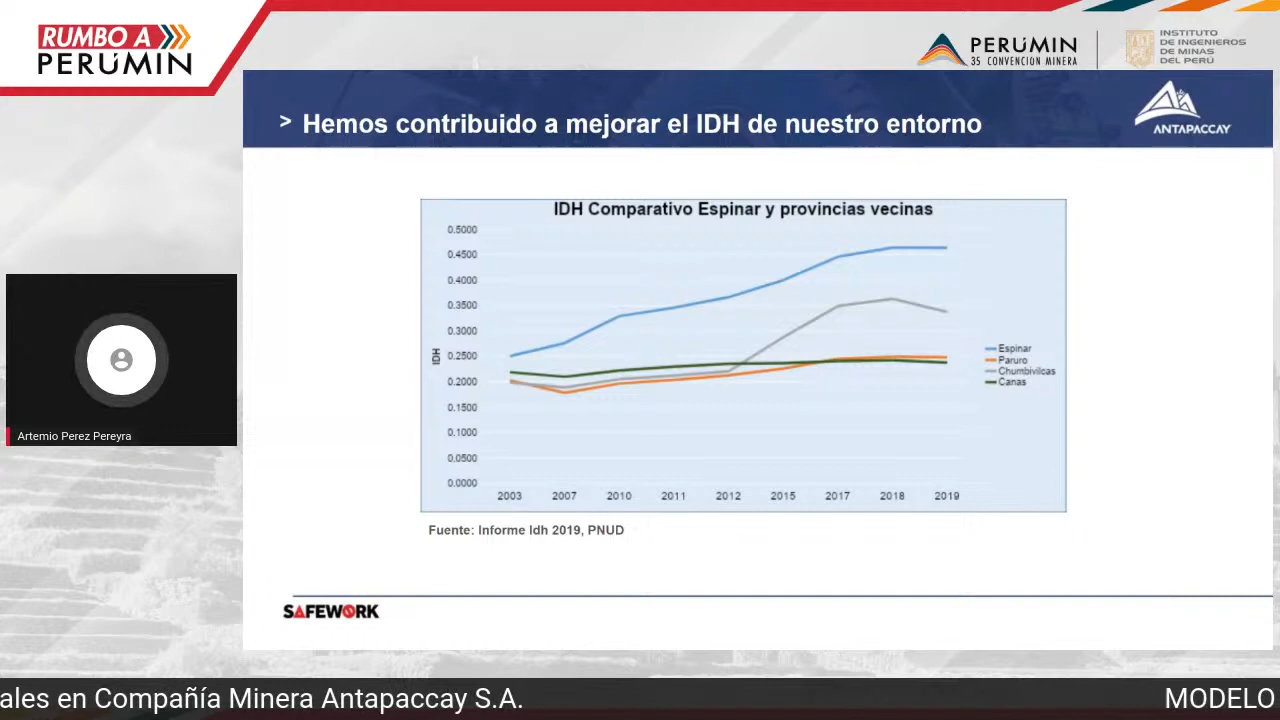 RUMBO A
PERÚMIN
PERÚMIN
35 CONVENCIÓN MINERA
INSTITUTO
DE INGENIEROS
DE MINAS
DEL PERÚ
> Hemos contribuido a mejorar el IDH de nuestro entorno
ANTAPACCAY
IDH Comparativo Espinar y provincias vecinas
0.5000
0.4500
0.4000
0.3500
0.3000
0.2500
0.2000
0.1500
0.1000
0.0500
0.0000
IDH
2003 2007 2010 2011 2012 2015 2017 2018 2019
Espinar
Paruro
Chumbivilcas
Canas
Fuente: Informe Idh 2019, PNUD
SAFEWORK
Artemio Perez Pereyra
ales en Compañía Minera Antapaccay S.A. MODELO